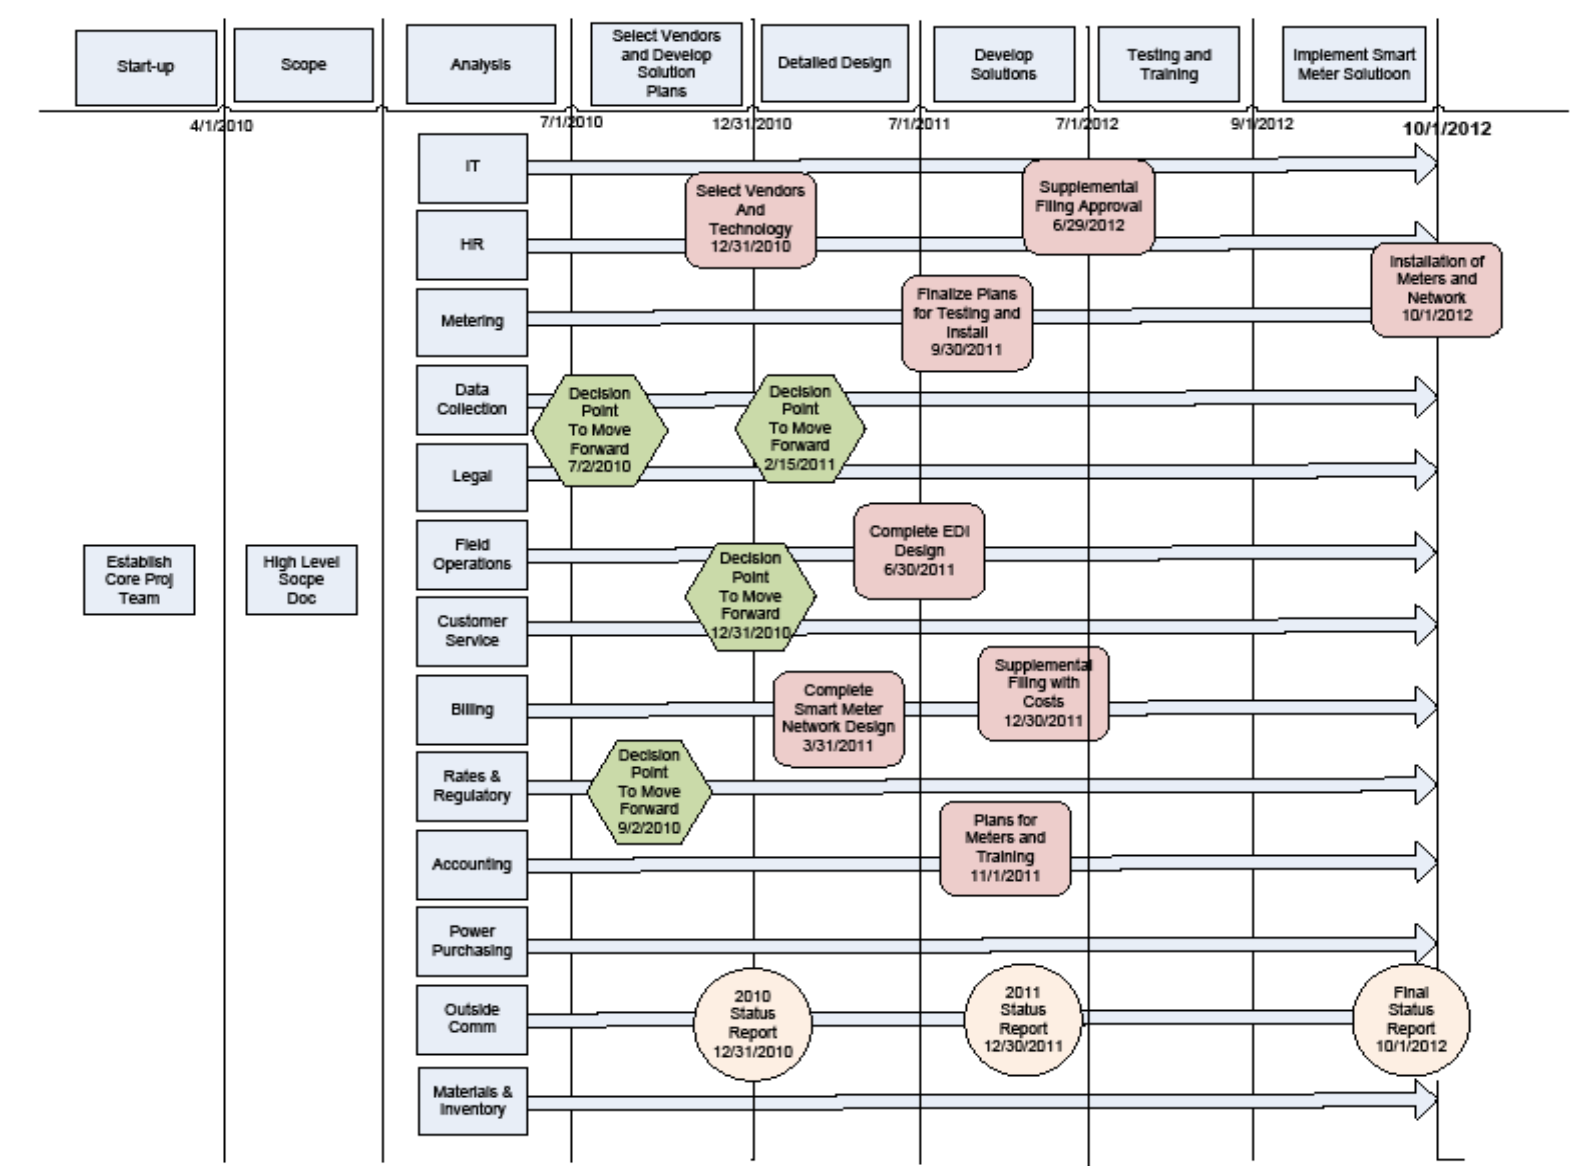 Start-up
Scope
Analysis
Select Vendors
and Develop
Solution
Plans
Detailed Design
Develop
Solutions
Testing and
Training
Implement Smart
Meter Solutioon
4/1/2010
7/1/2010
12/31/2010
7/1/2011
7/1/2012
9/1/2012
10/1/2012
IT
Select Vendors
And
Technology
12/31/2010
Supplemental
Filing Approval
6/29/2012
HR
Installation of
Meters and
Network
10/1/2012
Metering
Finalize Plans
for Testing and
Install
9/30/2011
Data
Collection
Decision
Point
To Move
Forward
7/2/2010
Decision
Point
To Move
Forward
2/15/2011
Legal
Establish
Core Proj
Team
High Level
Socpe
Doc
Field
Operations
Decision
Point
To Move
Forward
12/31/2010
Complete EDI
Design
6/30/2011
Customer
Service
Billing
Complete
Smart Meter
Network Design
3/31/2011
Supplemental
Filing with
Costs
12/30/2011
Rates &
Regulatory
Decision
Point
To Move
Forward
9/2/2010
Accounting
Plans for
Meters and
Training
11/1/2011
Power
Purchasing
Outside
Comm
2010
Status
Report
12/31/2010
2011
Status
Report
12/30/2011
Final
Status
Report
10/1/2012
Materials &
Inventory